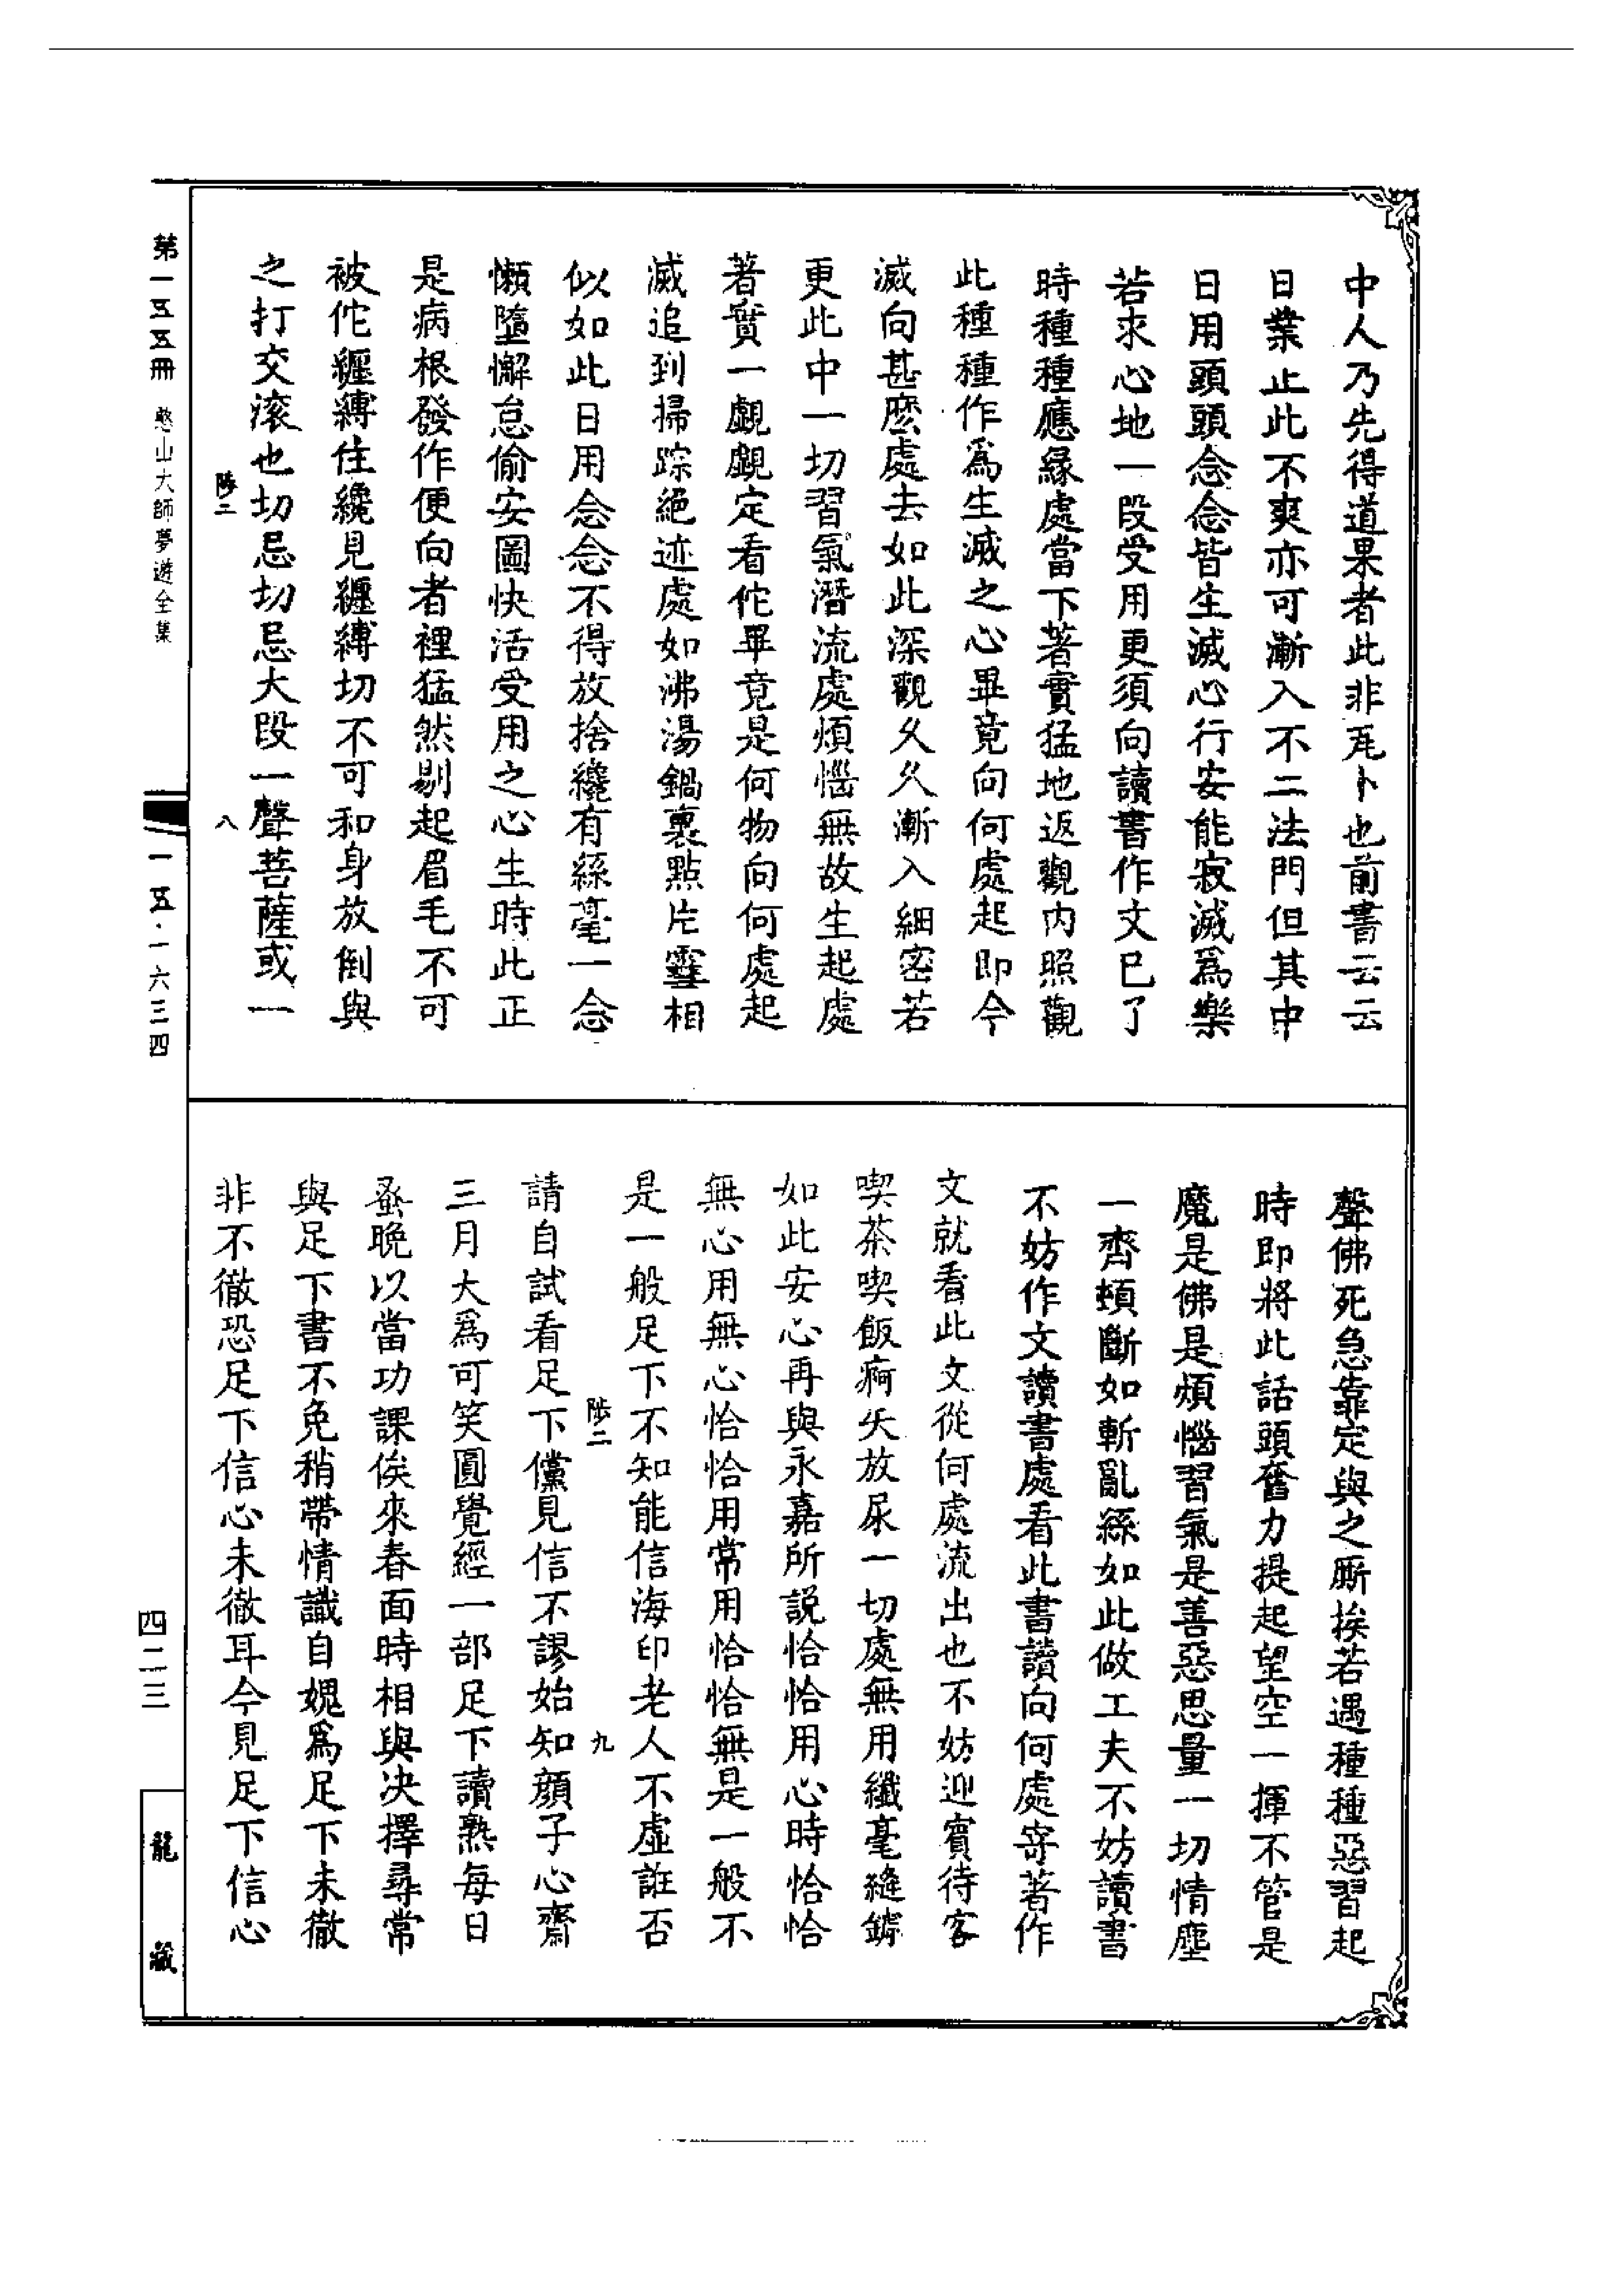 中人乃先得道果者此非兎卜也前書云云
日業止此不爽亦可漸入不二法門但其中
日用頭頭念念皆生滅心行安能寂滅爲樂
若求心地一段受用更須向讀書作文已了
時種種應緣處當下著實猛地返觀內照觀
此種種作爲生滅之心畢竟向何處起即今
滅向甚麽處去如此深觀久久漸入細密若
更此中一切習氣潛流處煩惱無故生起處
著實一覷覷定看佗畢竟是何物向何處起
滅追到掃踪絕迹處如沸湯鍋裏點片雪相
似如此日用念念不得放捨纔有絲毫一念
懶墮懈怠偷安圖快活受用之心生時此正
是病根發作便向者裡猛然剔起眉毛不可
被佗纒縛住纔見纒縛切不可和身放倒與
之打交滚也切忌切忌大段一聲菩薩或一
陟二
八
聲佛死急靠定與之厮挨若遇種種惡習起
時即將此話頭奮力提起望空一揮不管是
魔是佛是煩惱習氣是善惡思量一切情塵
一齊頓斷如斬亂絲如此做工夫不妨讀書
不妨作文讀書處看此書讀向何處寄著作
文就看此文從何處流出也不妨迎賓待客
喫茶喫飯痾矢放尿一切處無用纖毫縫罅
如此安心再與永嘉所説恰恰用心時恰恰
無心用無心恰恰用常用恰恰無是一般不
是一般足下不知能信海印老人不虛誑否
陟二
九
請自試看足下儻見信不謬始知顏子心齋
三月大爲可笑圓覺經一部足下讀熟每日
蚤晚以當功課俟來春面時相與决擇尋常
與足下書不免稍帶情識自媿爲足下未徹
非不徹恐足下信心未徹耳今見足下信心
第一五五冊
憨山大師夢遊全集
一五·一六三四
四二三
龍藏